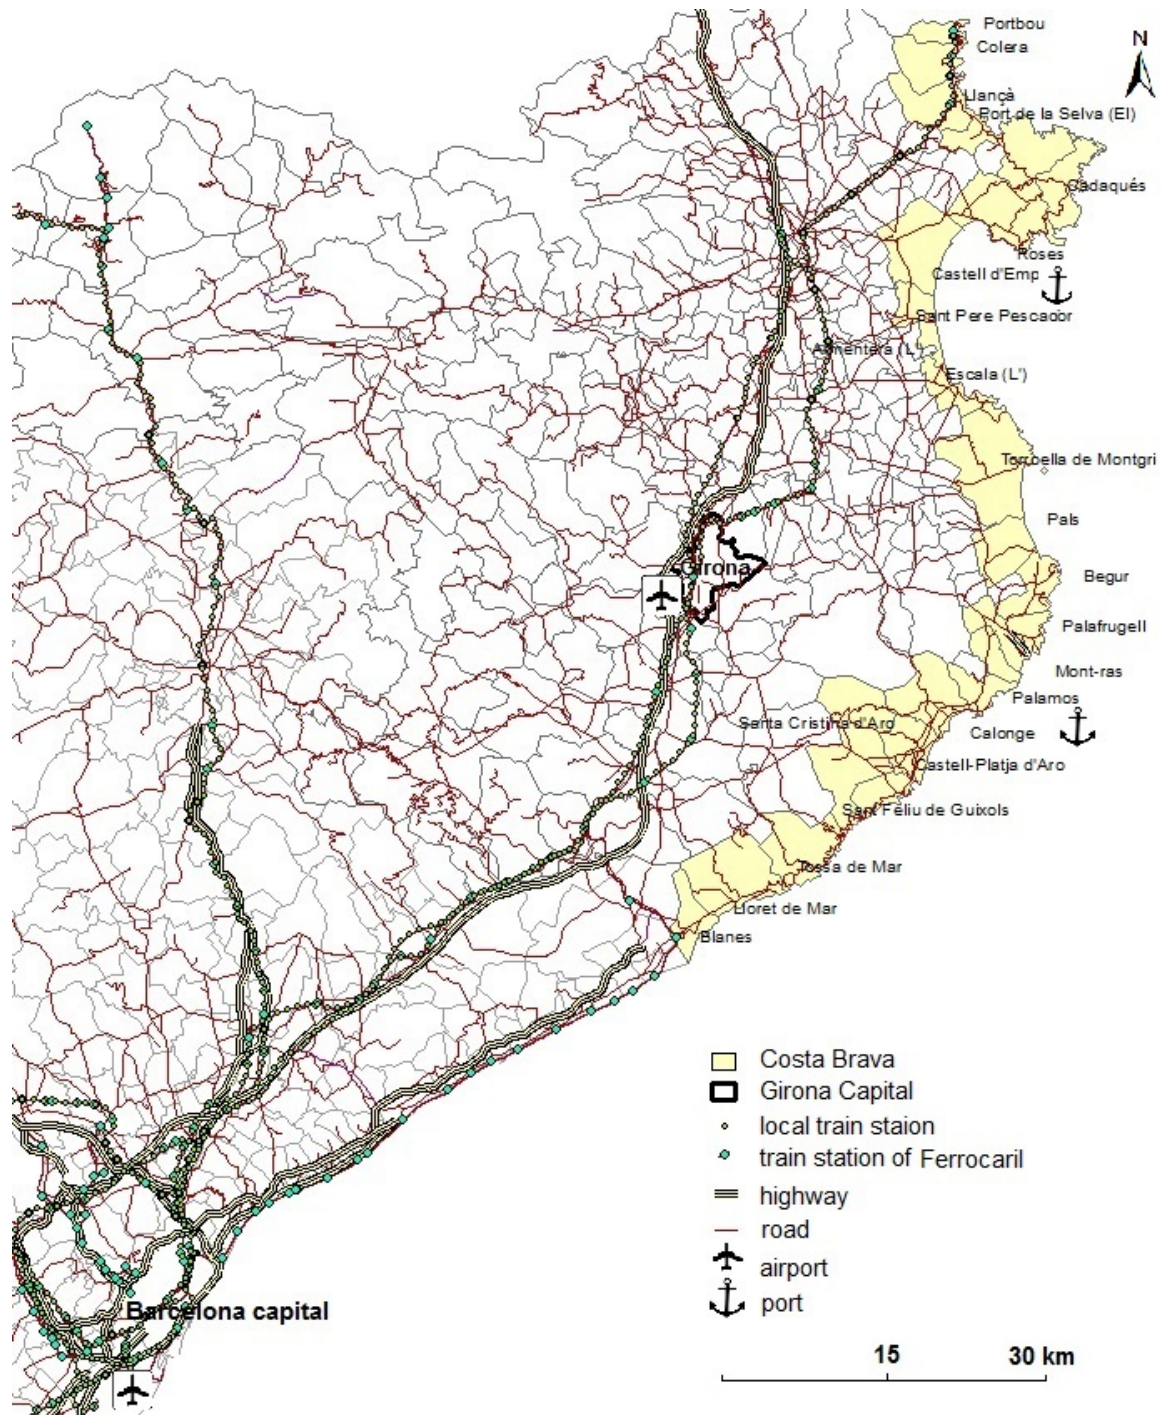 Portbou
N
Colera
Llançà
Port de la Selva (El)
Cadaqués
Roses
Castell d'Emp
Sant Pere Pescador
Armentera (L')
Escala (L')
Torroella de Montgri
Pals
Girona
Begur
Palafrugell
Mont-ras
Palamos
Santa Cristina d'Aro
Calonge
Castell-Platja d'Aro
Sant Feliu de Guixols
Tossa de Mar
Lloret de Mar
Blanes
Costa Brava
Girona Capital
local train staion
train station of Ferrocaril
highway
road
airport
port
Barcelona capital
15 30 km